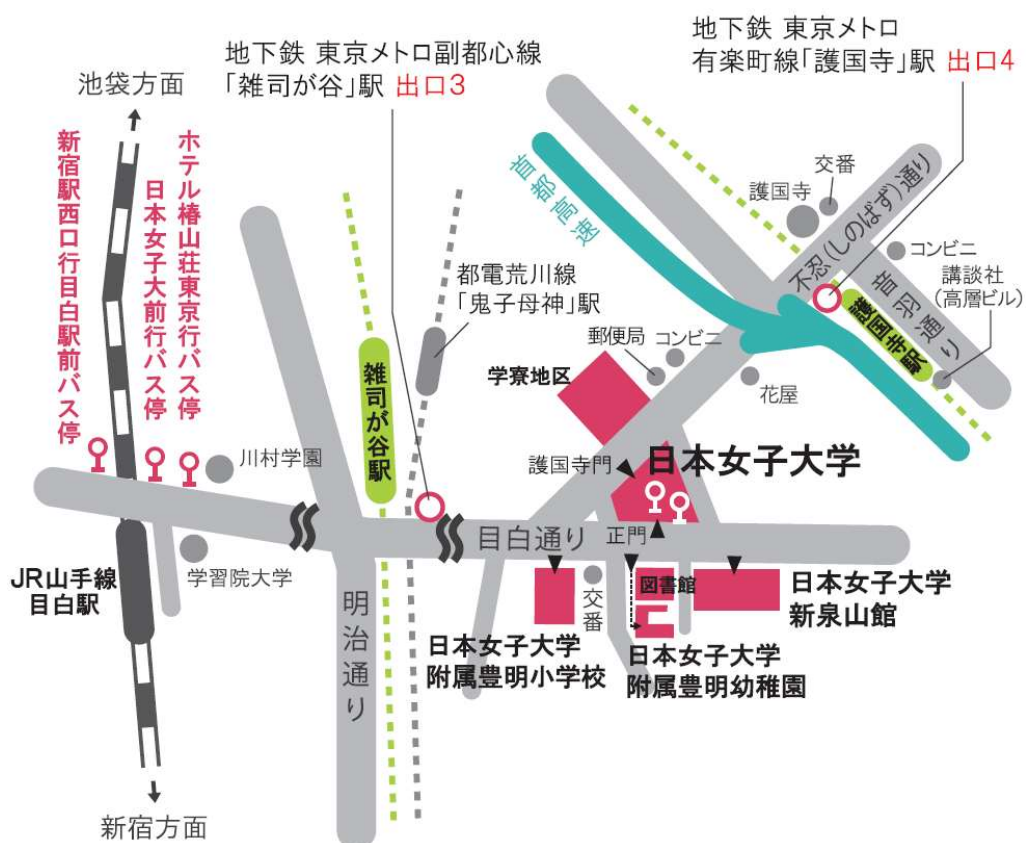 地下鉄 東京メトロ副都心線
「雑司が谷」駅 出口3
地下鉄 東京メトロ
有楽町線「護国寺」駅 出口4
池袋方面
新宿駅西口行目白駅前バス停
日本女子大前行バス停
ホテル椿山荘東京行バス停
首都高速
交番
護国寺
不忍(しのばず)通り
コンビニ
講談社
(高層ビル)
音羽通り
護国寺駅
都電荒川線
「鬼子母神」駅
郵便局
コンビニ
学寮地区
花屋
雑司が谷駅
川村学園
護国寺門
日本女子大学
目白通り
正門
学習院大学
JR山手線
目白駅
明治通り
交番
図書館
日本女子大学
新泉山館
日本女子大学
附属豊明小学校
日本女子大学
附属豊明幼稚園
新宿方面